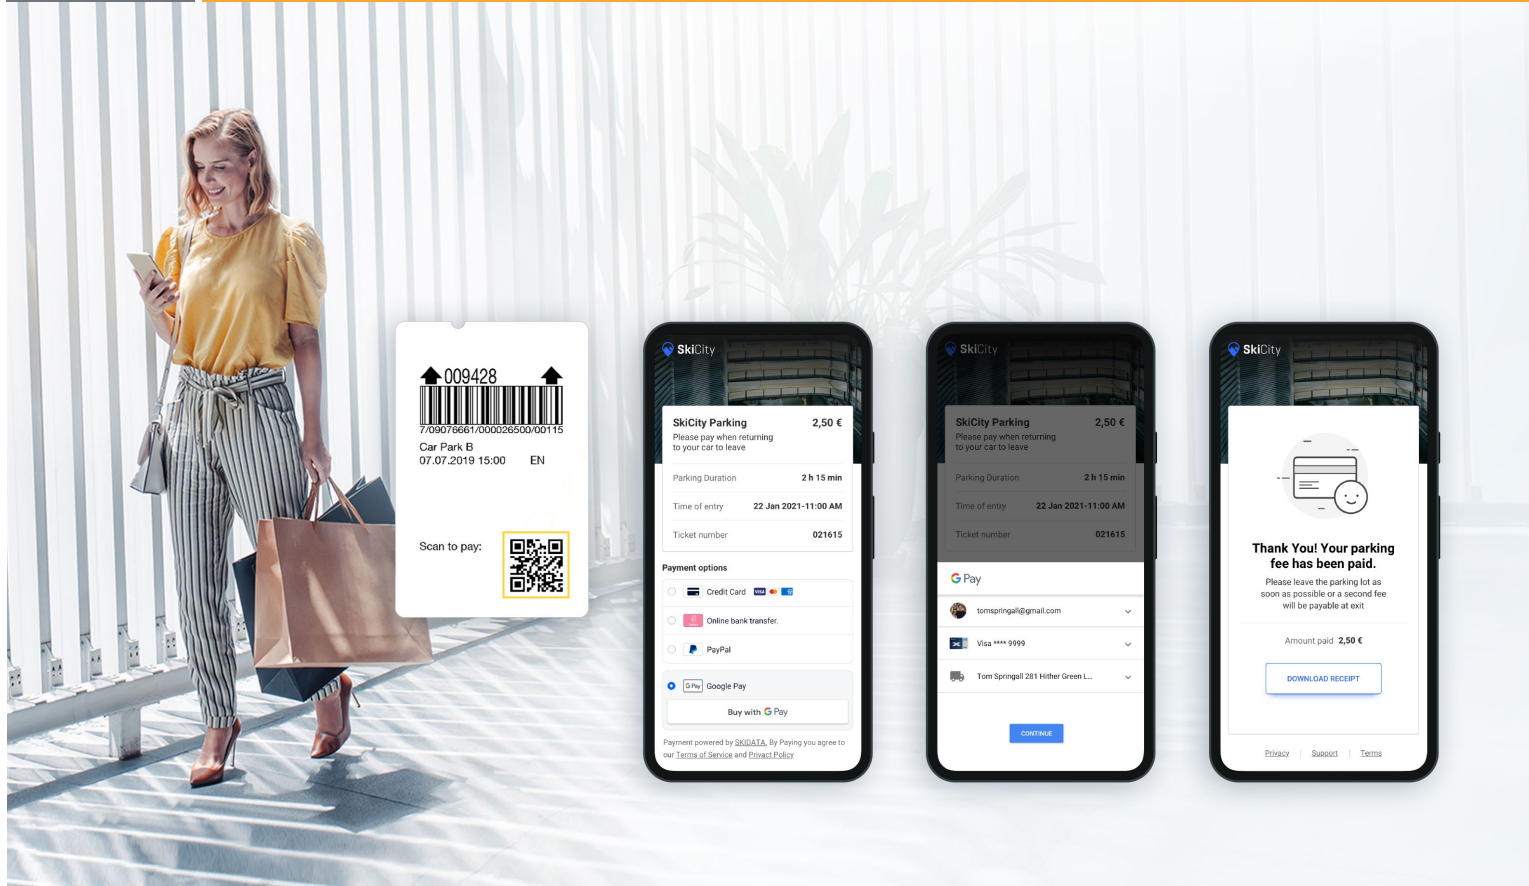 009428
7/09076661/000026500/00115
Car Park B
07.07.2019 15:00 EN
Scan to pay:
SkiCity
SkiCity Parking 2,50 €
Please pay when returning
to your car to leave
Parking Duration 2 h 15 min
Time of entry 22 Jan 2021-11:00 AM
Ticket number 021615
Payment options
Credit Card VISA
Online bank transfer.
PayPal
G Pay Google Pay
Buy with G Pay
Payment powered by SKIDATA. By Paying you agree to
our Terms of Service and Privact Policy
SkiCity
SkiCity Parking 2,50 €
Please pay when returning
to your car to leave
Parking Duration 2 h 15 min
Time of entry 22 Jan 2021-11:00 AM
Ticket number 021615
G Pay
tomspringall@gmail.com
Visa **** 9999
Tom Springall 281 Hither Green L...
CONTINUE
SkiCity
Thank You! Your parking
fee has been paid.
Please leave the parking lot as
soon as possible or a second fee
will be payable at exit
Amount paid 2,50 €
DOWNLOAD RECEIPT
Privacy Support Terms